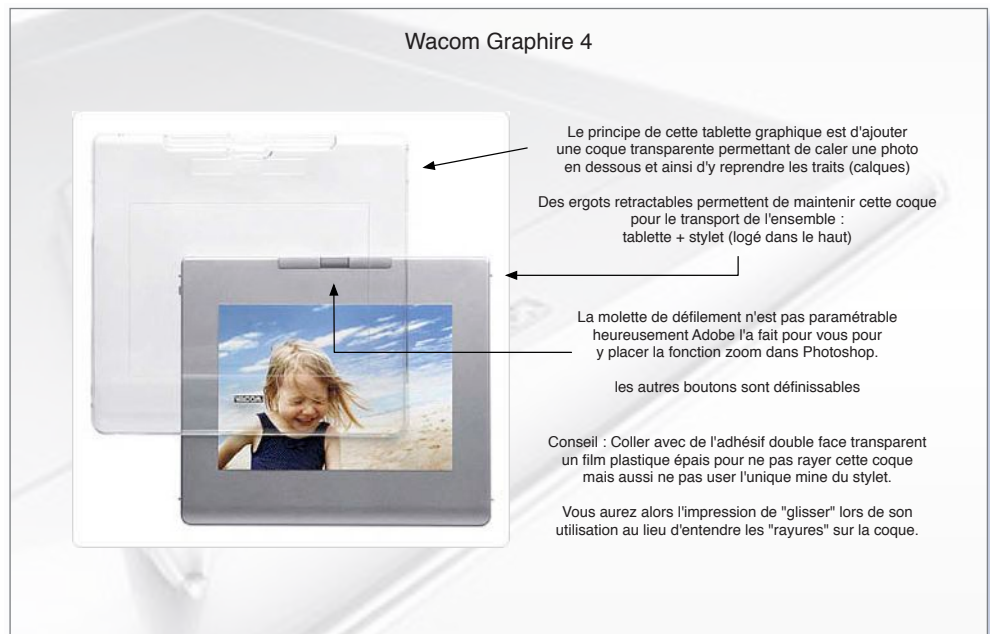 Wacom Graphire 4
Le principe de cette tablette graphique est d'ajouter
une coque transparente permettant de caler une photo
en dessous et ainsi d'y reprendre les traits (calques)
Des ergots retractables permettent de maintenir cette coque
pour le transport de l'ensemble :
tablette + stylet (logé dans le haut)
La molette de défilement n'est pas paramétrable
heureusement Adobe l'a fait pour vous pour
y placer la fonction zoom dans Photoshop.
les autres boutons sont définissables
WACOM
Conseil : Coller avec de l'adhésif double face transparent
un film plastique épais pour ne pas rayer cette coque
mais aussi ne pas user l'unique mine du stylet.
Vous aurez alors l'impression de "glisser" lors de son
utilisation au lieu d'entendre les "rayures" sur la coque.